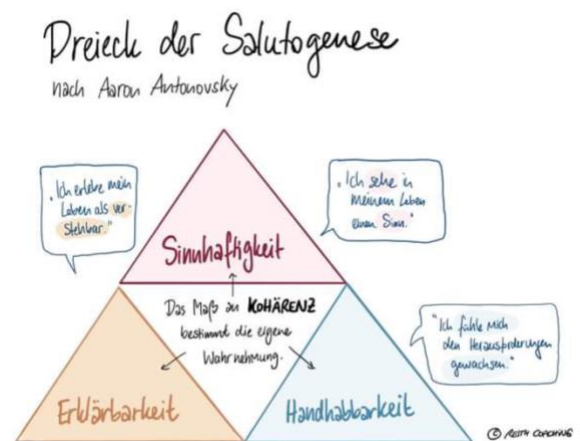 Dreieck der Salutogenese
nach Aaron Antonovsky
„Ich erlebe mein
Leben als ver-
stehbar."
„Ich sehe in
meinem Leben
einen Sinn."
Sinnhaftigkeit
Das Maß an KOHÄRENZ
bestimmt die eigene
Wahrnehmung.
"Ich fühle mich
den Herausforderungen
gewachsen."
Erklärbarkeit
Handhabbarkeit
COACHING